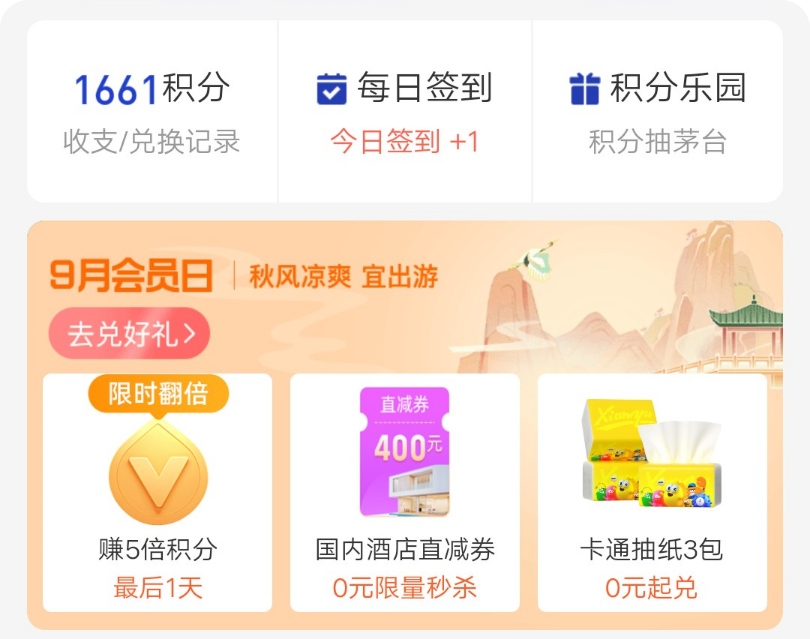 1661积分
每日签到
积分乐园
收支/兑换记录
今日签到 +1
积分抽茅台
9月会员日
秋风凉爽 宜出游
去兑好礼>
限时翻倍
直减券
400元
Xianyu
赚5倍积分
国内酒店直减券
卡通抽纸3包
最后1天
0元限量秒杀
0元起兑